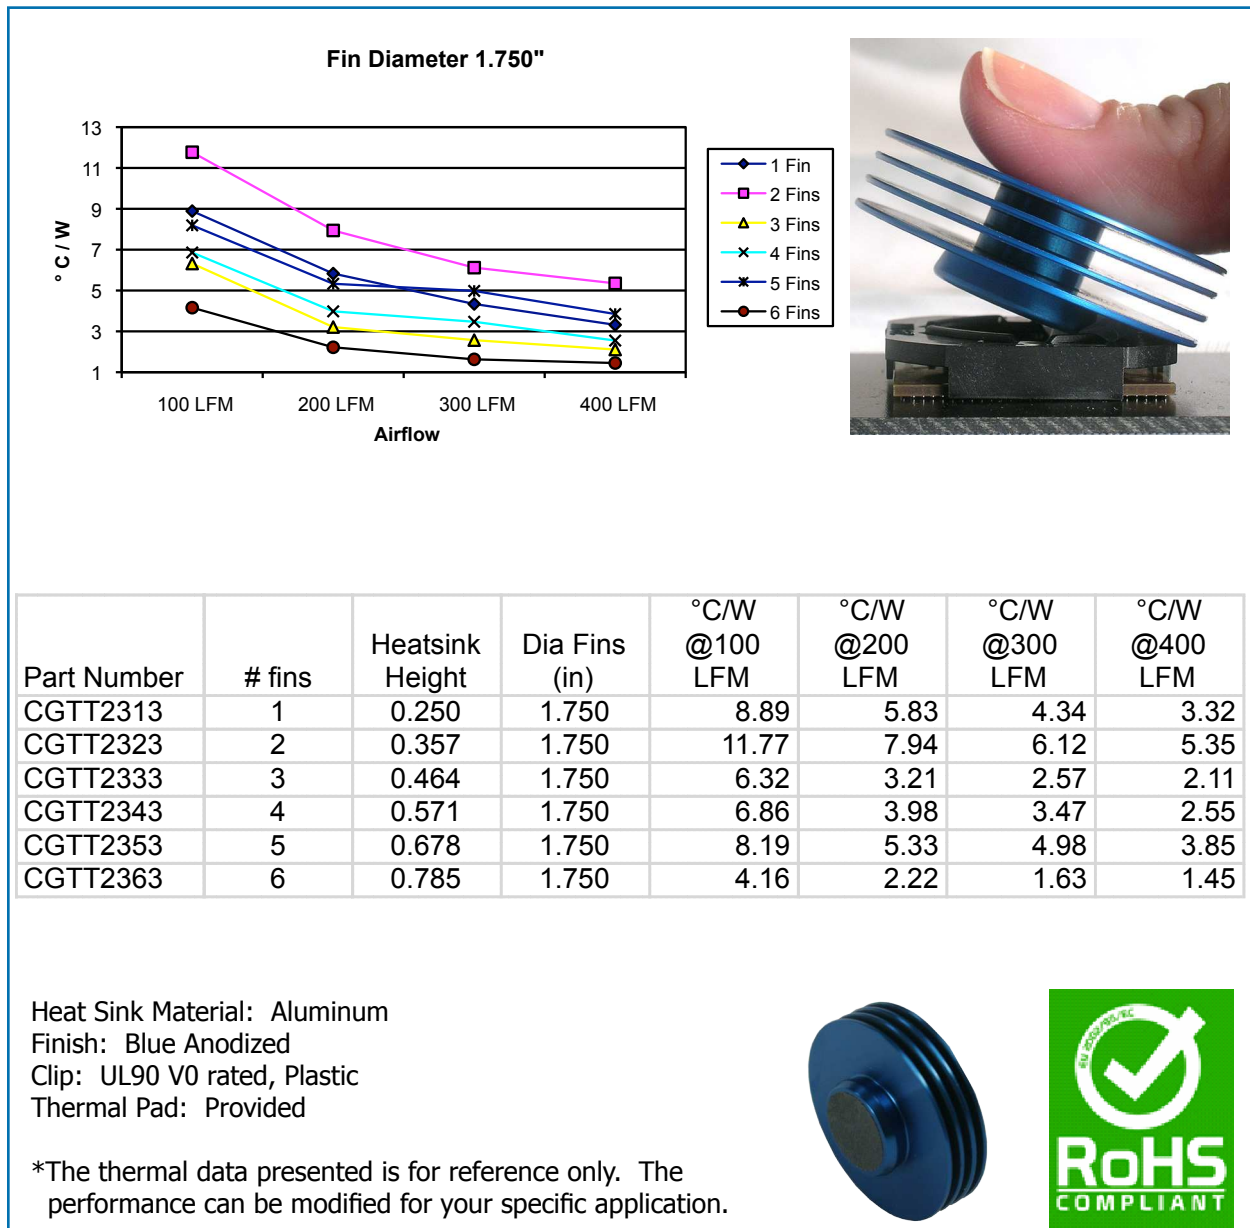 Fin Diameter 1.750"
13
11
9
7
5
3
1
° C / W
100 LFM 200 LFM 300 LFM 400 LFM
Airflow
1 Fin
2 Fins
3 Fins
4 Fins
5 Fins
6 Fins
Part Number # fins Heatsink Height Dia Fins (in) °C/W @100 LFM °C/W @200 LFM °C/W @300 LFM °C/W @400 LFM
CGTT2313 1 0.250 1.750 8.89 5.83 4.34 3.32
CGTT2323 2 0.357 1.750 11.77 7.94 6.12 5.35
CGTT2333 3 0.464 1.750 6.32 3.21 2.57 2.11
CGTT2343 4 0.571 1.750 6.86 3.98 3.47 2.55
CGTT2353 5 0.678 1.750 8.19 5.33 4.98 3.85
CGTT2363 6 0.785 1.750 4.16 2.22 1.63 1.45
Heat Sink Material: Aluminum
Finish: Blue Anodized
Clip: UL90 V0 rated, Plastic
Thermal Pad: Provided
*The thermal data presented is for reference only. The
performance can be modified for your specific application.
EU 2002/95/EC
RoHS
COMPLIANT